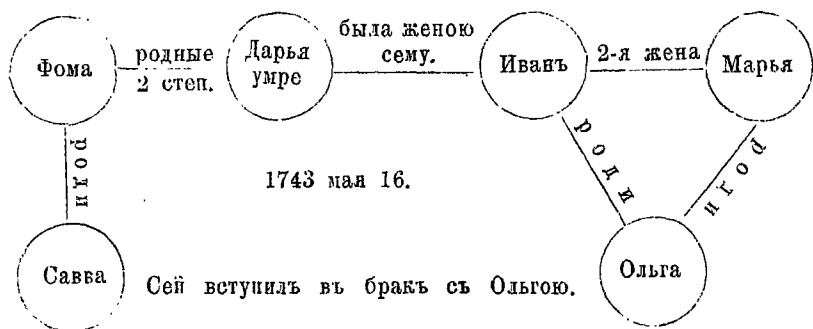 Фома
родные
2 степ.
Дарья
умре
была женою
сему.
Иванъ
2-я жена
Марья
роди
роди
роди
1743 мая 16.
Савва
Сей вступилъ въ бракъ съ Ольгою.
Ольга